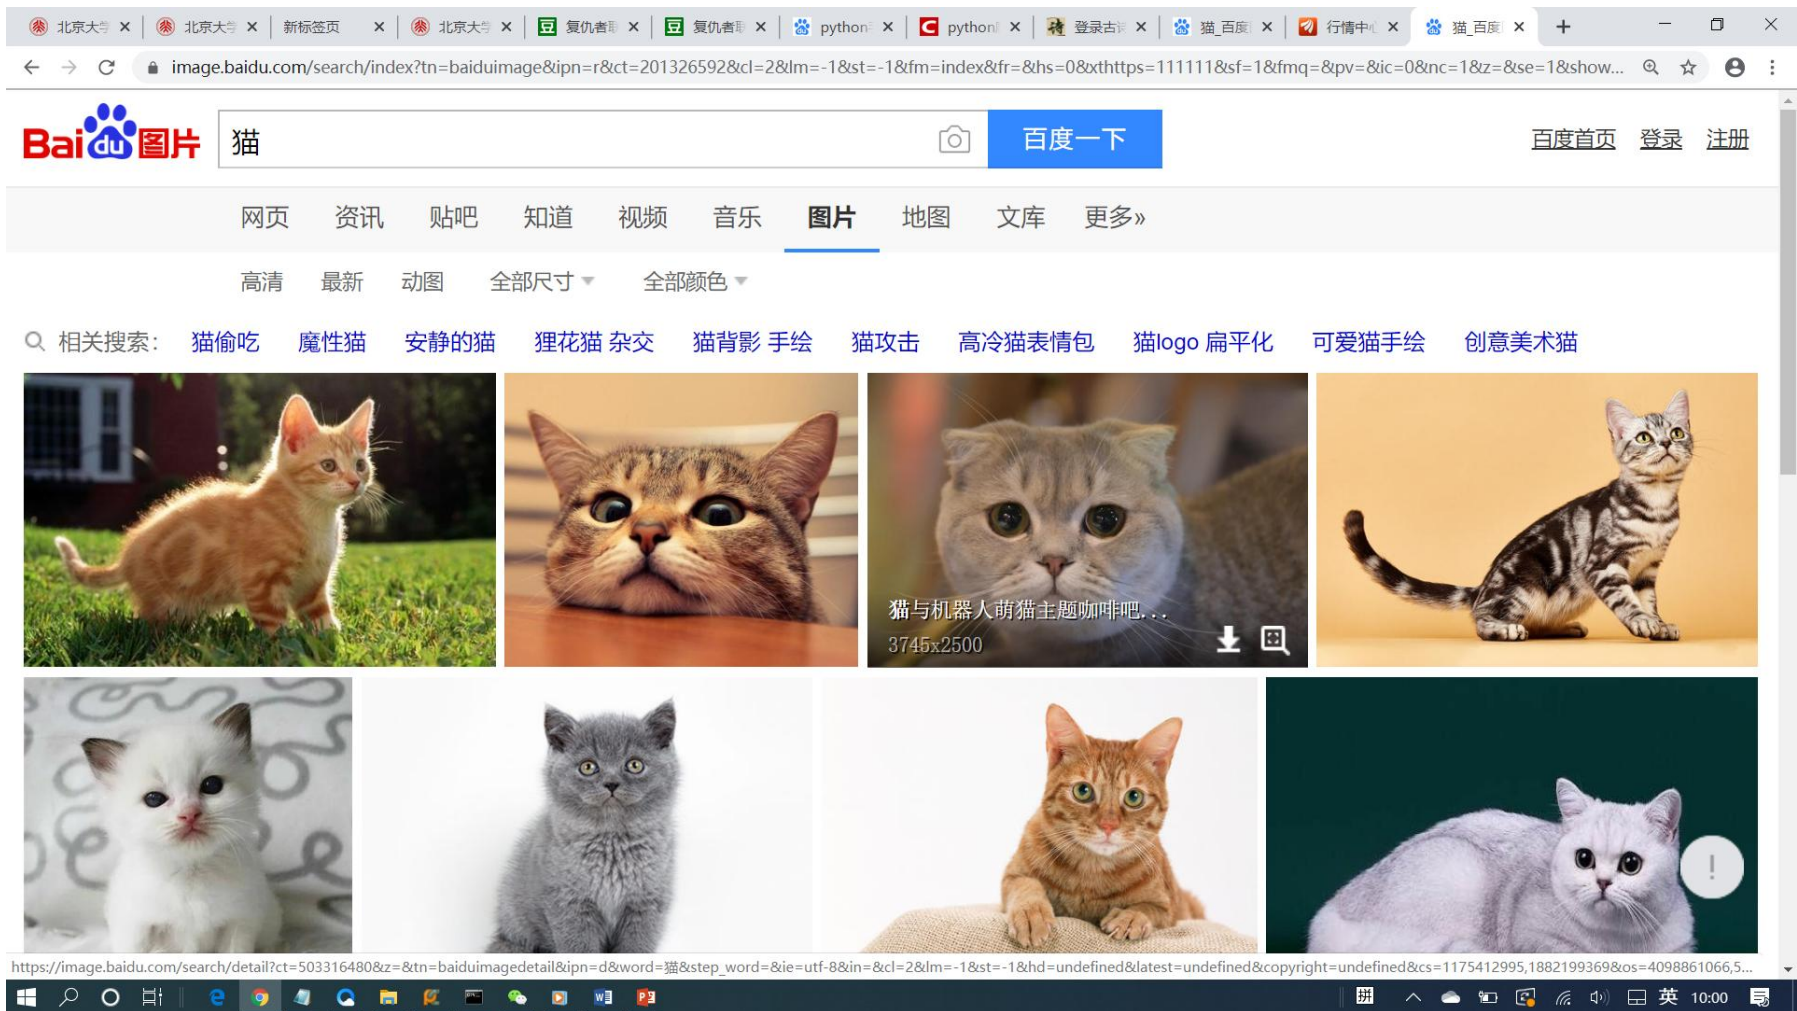 北京大学
北京大学
新标签页
北京大学
复仇者
复仇者
python
python
登录古
猫_百度
行情中
猫_百度
image.baidu.com/search/index?tn=baiduimage&ipn=r&ct=201326592&cl=2&lm=-1&st=-1&fm=index&fr=&hs=0&xthttps=111111&sf=1&fmq=&pv=&ic=0&nc=1&z=&se=1&show...
Bai du 图片
猫
百度一下
百度首页 登录 注册
网页 资讯 贴吧 知道 视频 音乐 图片 地图 文库 更多»
高清 最新 动图 全部尺寸 全部颜色
相关搜索： 猫偷吃 魔性猫 安静的猫 狸花猫 杂交 猫背影 手绘 猫攻击 高冷猫表情包 猫logo 扁平化 可爱猫手绘 创意美术猫
猫与机器人萌猫主题咖啡吧...
3745x2500
https://image.baidu.com/search/detail?ct=503316480&z=&tn=baiduimagedetail&ipn=d&word=猫&step_word=&ie=utf-8&in=&cl=2&lm=-1&st=-1&hd=undefined&latest=undefined&copyright=undefined&cs=1175412995,1882199369&os=4098861066,5...
拼 英 10:00